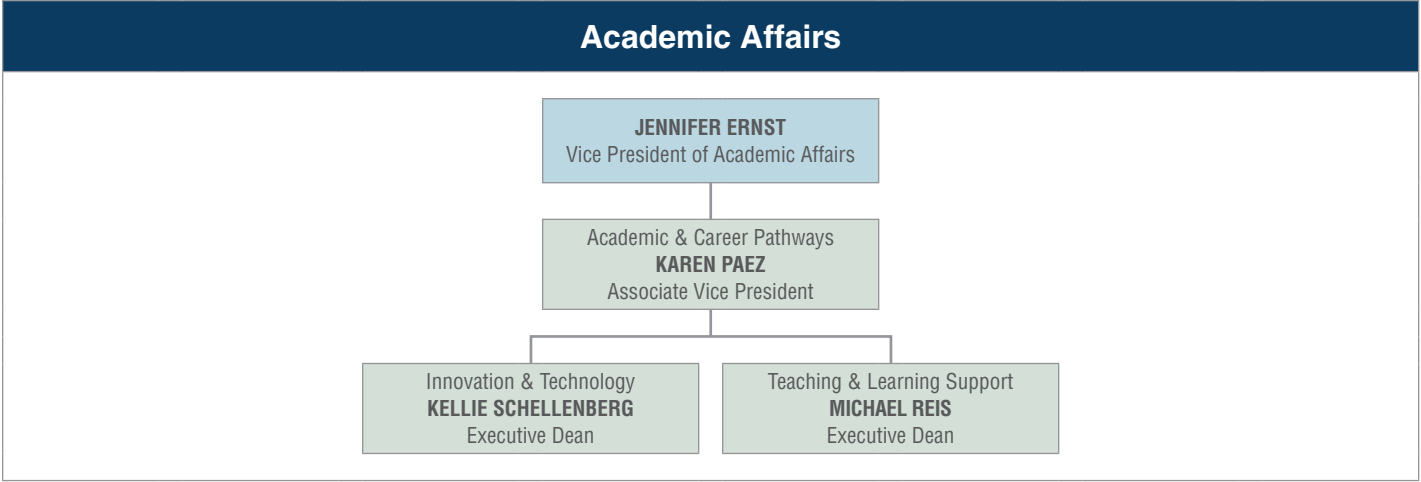 Academic Affairs
JENNIFER ERNST
Vice President of Academic Affairs
Academic & Career Pathways
KAREN PAEZ
Associate Vice President
Innovation & Technology
KELLIE SCHELLENBERG
Executive Dean
Teaching & Learning Support
MICHAEL REIS
Executive Dean